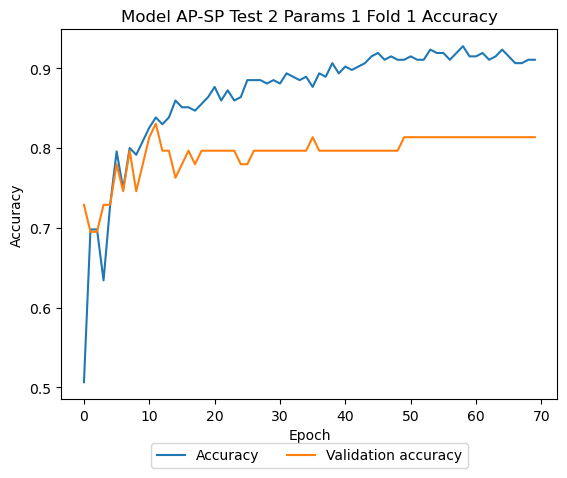 Model AP-SP Test 2 Params 1 Fold 1 Accuracy
0.9
0.8
0.7
0.6
0.5
Accuracy
0 10 20 30 40 50 60 70
Epoch
Accuracy Validation accuracy